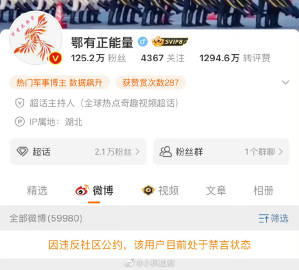 鄂有正能量 SVIP8
125.2万 粉丝 4367 关注 1294.6万 转评赞
热门军事博主 数据飙升 获赞赏次数287
超话主持人（全球热点奇趣视频超话）
IP属地：湖北
超话 2.1万粉丝 粉丝群 1个群聊
精选 微博 视频 文章 相册
全部微博(59980) 筛选
因违反社区公约，该用户目前处于禁言状态